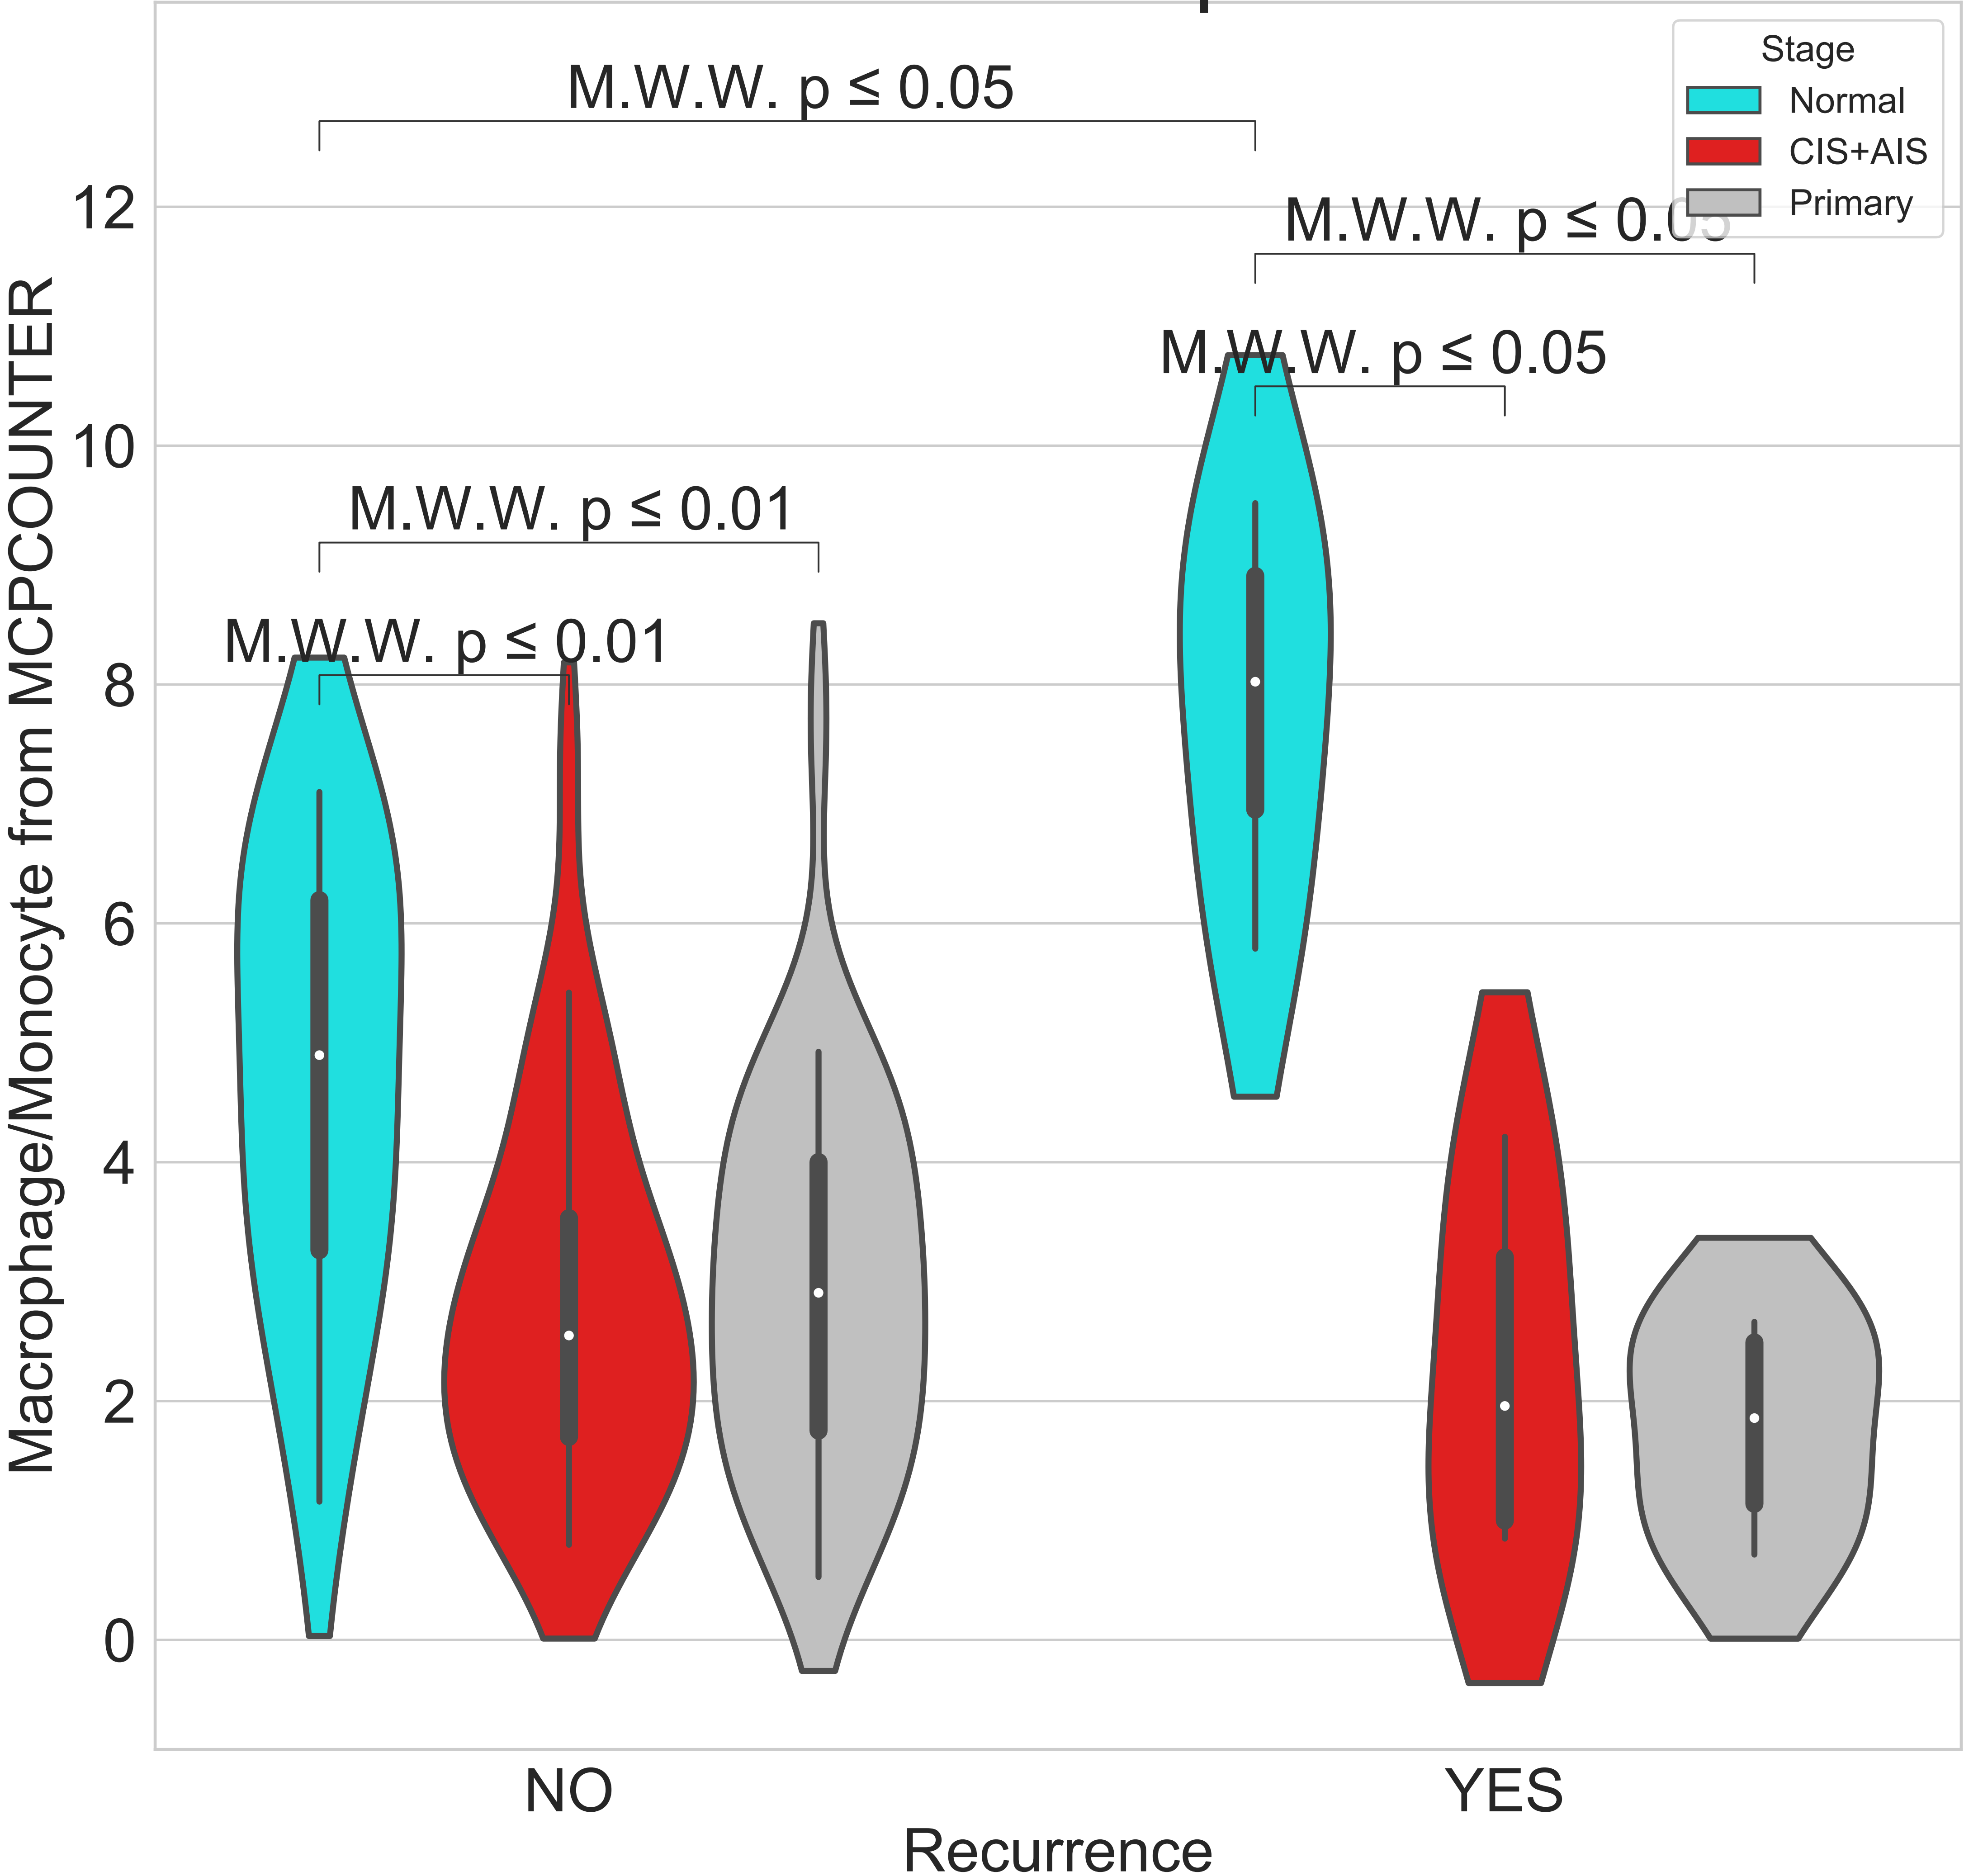 M.W.W. p ≤ 0.05
Stage
Normal
CIS+AIS
Primary
M.W.W. p ≤ 0.05
M.W.W. p ≤ 0.05
M.W.W. p ≤ 0.01
M.W.W. p ≤ 0.01
Macrophage/Monocyte from MCPCOUNTER
12
10
8
6
4
2
0
NO
YES
Recurrence